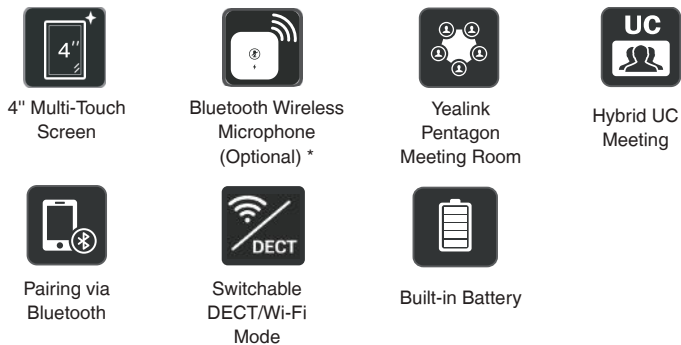 4''
UC
4'' Multi-Touch
Screen
Bluetooth Wireless
Microphone
(Optional) *
Yealink
Pentagon
Meeting Room
Hybrid UC
Meeting
DECT
Pairing via
Bluetooth
Switchable
DECT/Wi-Fi
Mode
Built-in Battery